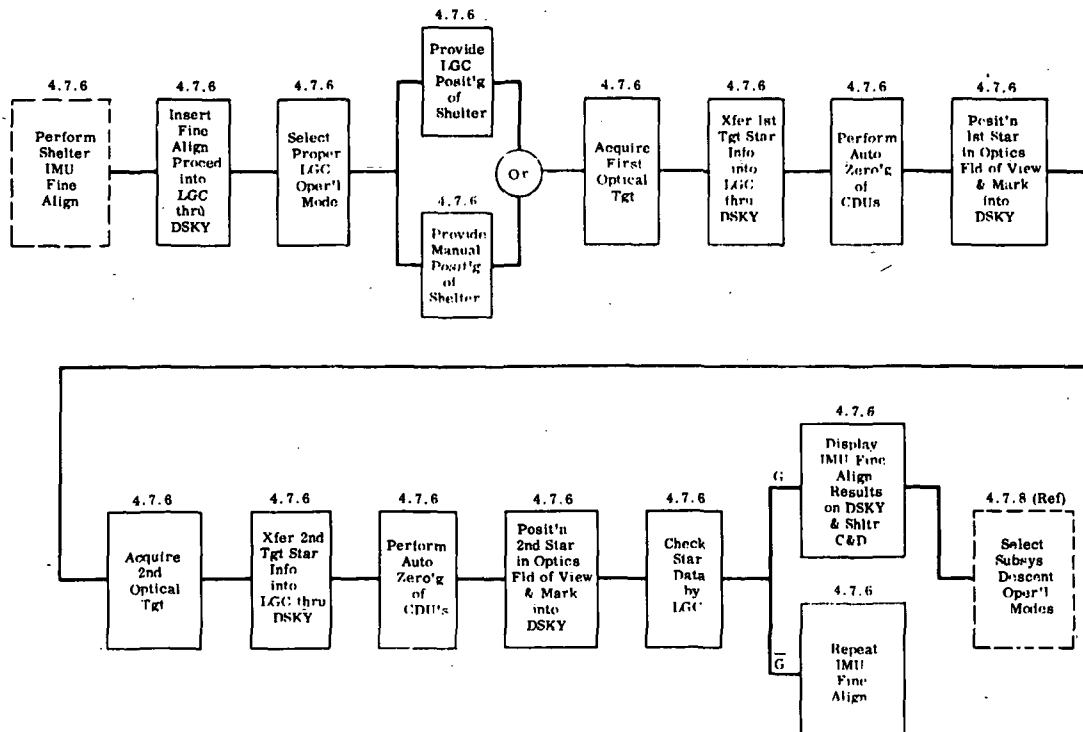 4.7.6
Perform
Shelter
IMU
Fine
Align
4.7.6
Insert
Fine
Align
Proced
into LGC
thru
DSKY
4.7.6
Select
Proper
LGC
Oper'l
Mode
4.7.6
Provide
LGC
Posit'g
of
Shelter
4.7.6
Provide
Manual
Posit'g
of
Shelter
Or
4.7.6
Acquire
First
Optical
Tgt
4.7.6
Xfer 1st
Tgt Star
Info
into
LGC
thru
DSKY
4.7.6
Perform
Auto
Zero'g
of
CDUs
4.7.6
Posit'n
1st Star
in Optics
Fld of View
& Mark
into
DSKY
4.7.6
Acquire
2nd
Optical
Tgt
4.7.6
Xfer 2nd
Tgt Star
Info
into
LGC thru
DSKY
4.7.6
Perform
Auto
Zero'g
of
CDU's
4.7.6
Posit'n
2nd Star
in Optics
Fld of View
& Mark
into
DSKY
4.7.6
Check
Star
Data
by
LGC
G
4.7.6
Display
IMU Fine
Align
Results
on DSKY
& Shltr
C&D
G̅
4.7.6
Repeat
IMU
Fine
Align
4.7.8 (Ref)
Select
Subsys
Descent
Oper'l
Modes